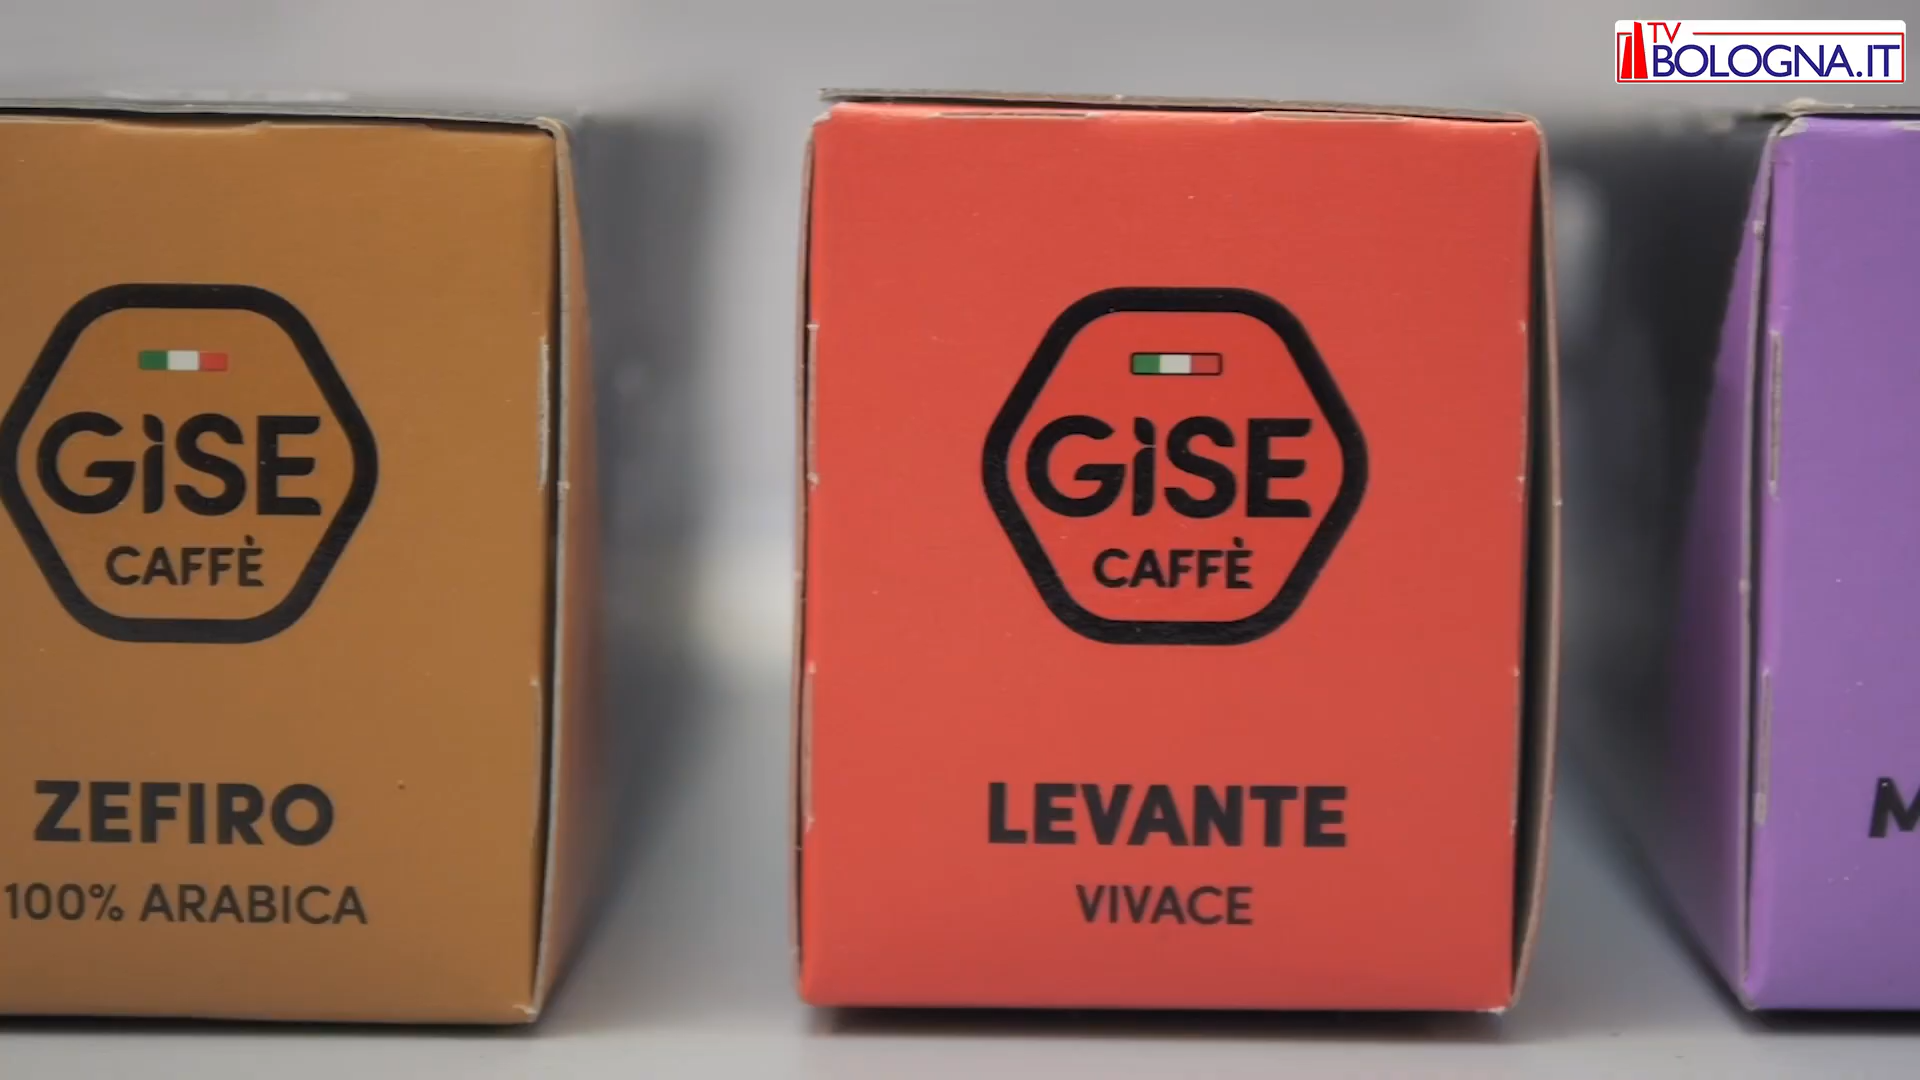 TV
BOLOGNA.IT
GiSE
CAFFÈ
ZEFIRO
100% ARABICA
GiSE
CAFFÈ
LEVANTE
VIVACE